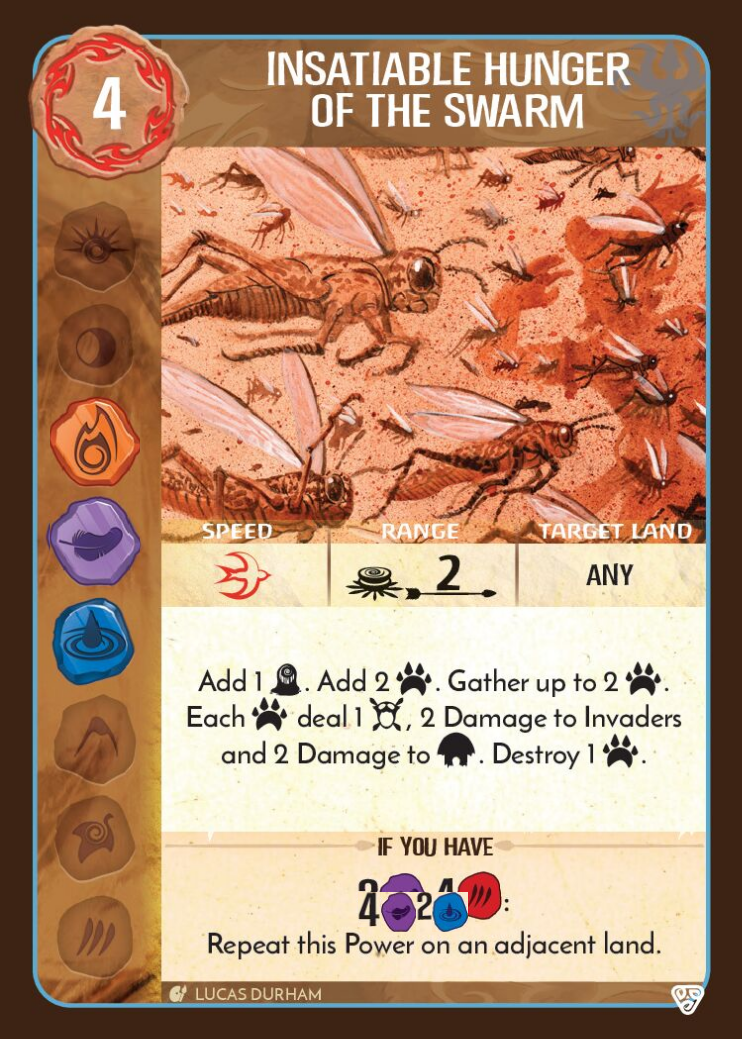 4
INSATIABLE HUNGER
OF THE SWARM
SPEED RANGE TARGET LAND
2 ANY
Add 1 . Add 2 . Gather up to 2 .
Each deal 1 , 2 Damage to Invaders
and 2 Damage to . Destroy 1 .
IF YOU HAVE
4 2 :
Repeat this Power on an adjacent land.
LUCAS DURHAM